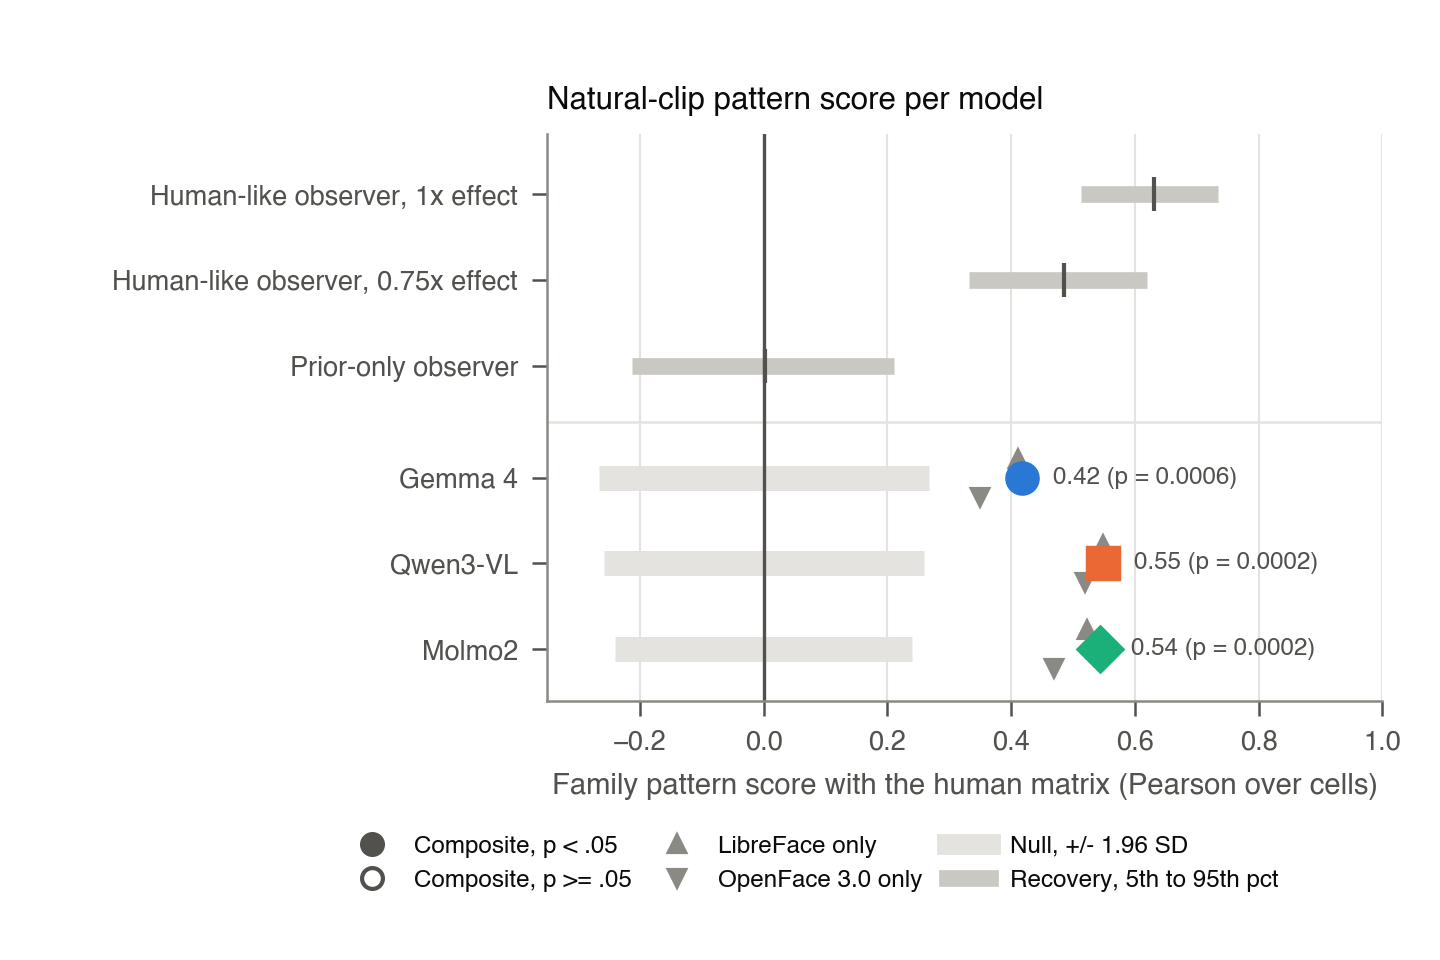 Natural-clip pattern score per model
Human-like observer, 1x effect
Human-like observer, 0.75x effect
Prior-only observer
Gemma 4
0.42 (p = 0.0006)
Qwen3-VL
0.55 (p = 0.0002)
Molmo2
0.54 (p = 0.0002)
−0.2 0.0 0.2 0.4 0.6 0.8 1.0
Family pattern score with the human matrix (Pearson over cells)
Composite, p < .05 LibreFace only Null, +/- 1.96 SD
Composite, p >= .05 OpenFace 3.0 only Recovery, 5th to 95th pct